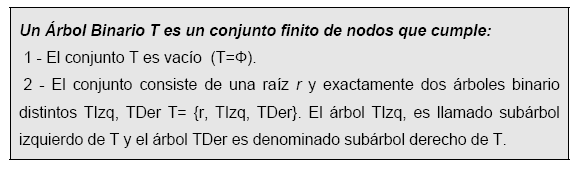 Un Árbol Binario T es un conjunto finito de nodos que cumple:
1 - El conjunto T es vacío (T=Φ).
2 - El conjunto consiste de una raíz r y exactamente dos árboles binario
distintos TIzq, TDer T= {r, TIzq, TDer}. El árbol TIzq, es llamado subárbol
izquierdo de T y el árbol TDer es denominado subárbol derecho de T.